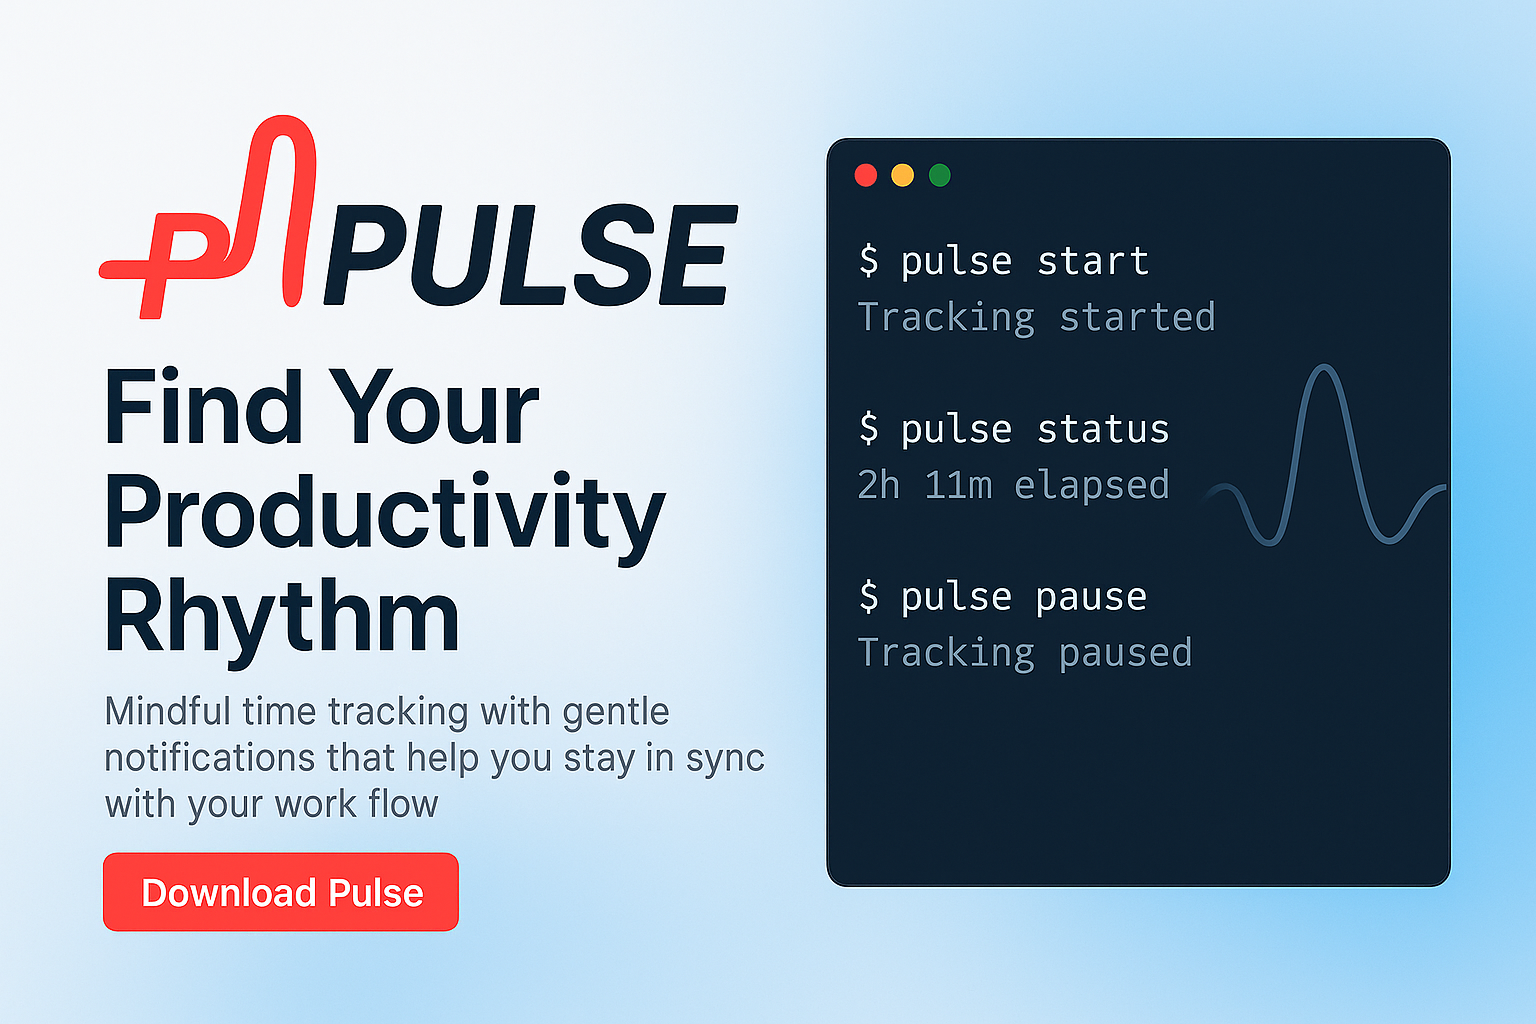 P PULSE
Find Your
Productivity
Rhythm
Mindful time tracking with gentle
notifications that help you stay in sync
with your work flow
Download Pulse
$ pulse start
Tracking started
$ pulse status
2h 11m elapsed
$ pulse pause
Tracking paused